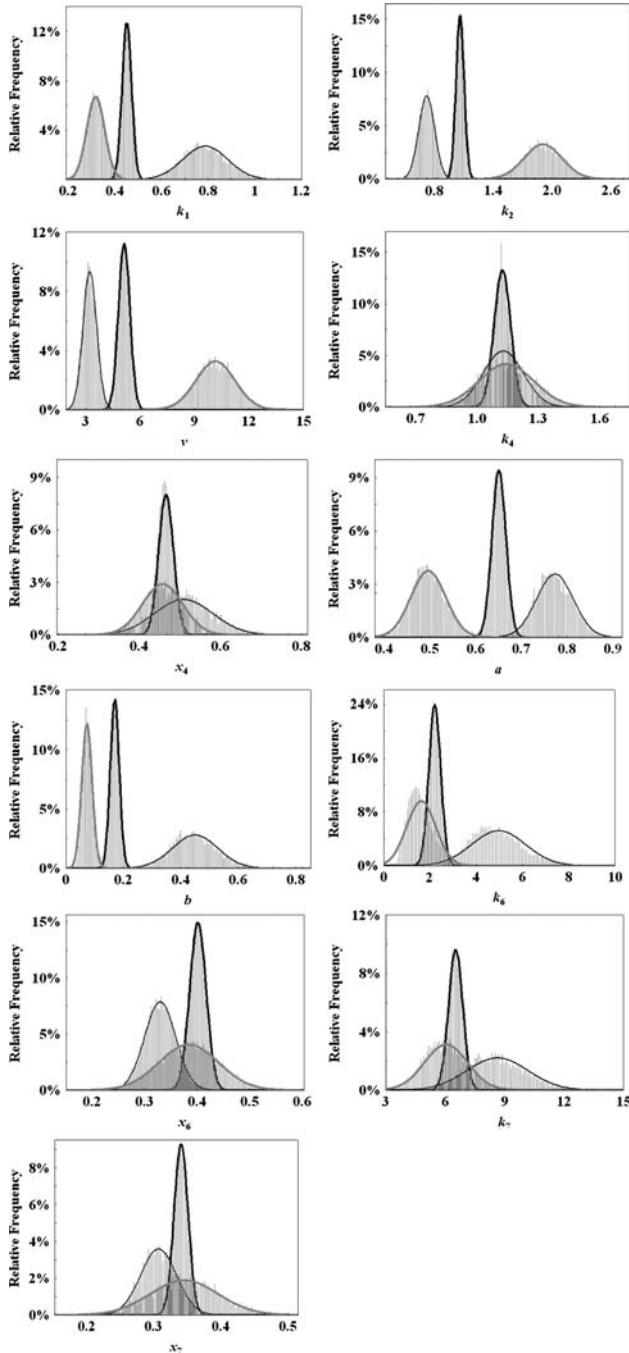 Relative Frequency
12%
8%
4%
0.2 0.4 0.6 0.8 1 1.2
k1
Relative Frequency
15%
10%
5%
0%
0.8 1.4 2.0 2.6
k2
Relative Frequency
12%
8%
4%
0%
3 6 9 12 15
v
Relative Frequency
15%
10%
5%
0%
0.7 1.0 1.3 1.6
k4
Relative Frequency
9%
6%
3%
0%
0.2 0.4 0.6 0.8
x4
Relative Frequency
9%
6%
3%
0%
0.4 0.5 0.6 0.7 0.8 0.9
a
Relative Frequency
15%
10%
5%
0%
0 0.2 0.4 0.6 0.8
b
Relative Frequency
24%
16%
8%
0%
0 2 4 6 8 10
k6
Relative Frequency
15%
10%
5%
0%
0.2 0.3 0.4 0.5 0.6
x6
Relative Frequency
12%
8%
4%
0%
3 6 9 12 15
k7
Relative Frequency
8%
6%
4%
2%
0%
0.2 0.3 0.4 0.5
x7